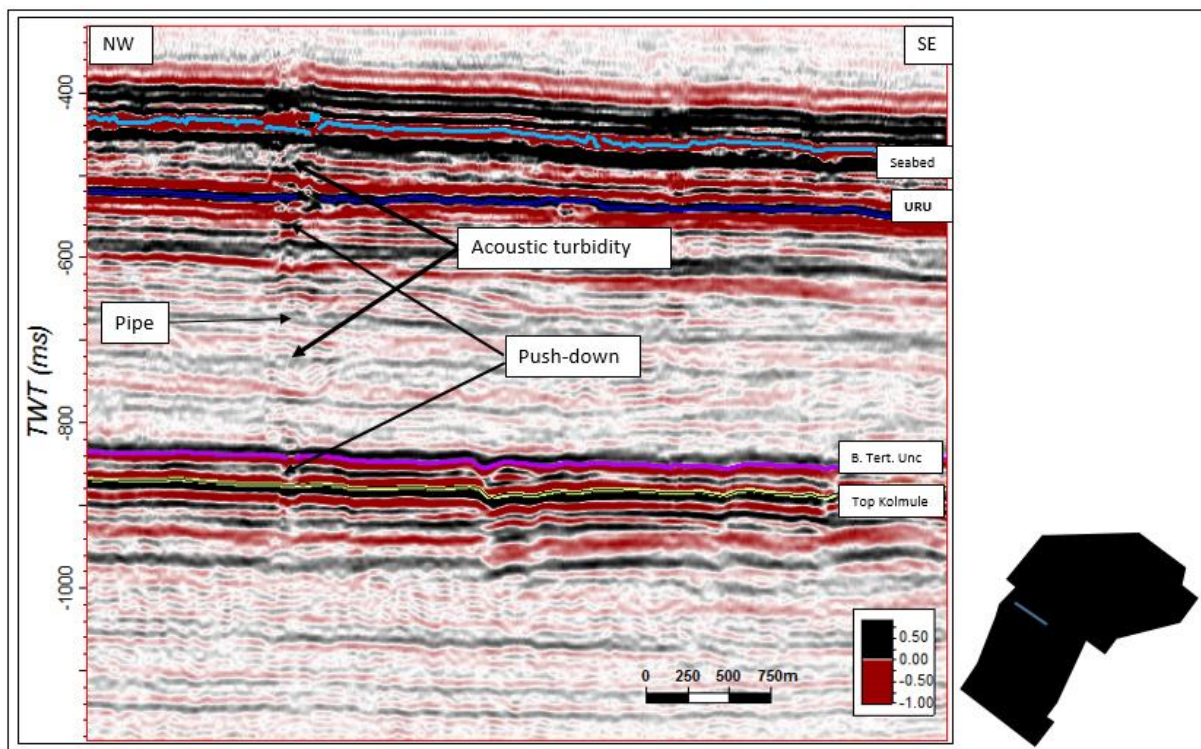 NW
SE
-400
Seabed
URU
-600
Acoustic turbidity
Pipe
Push-down
TWT (ms)
-800
B. Tert. Unc
Top Kolmule
-1000
0.50
0.00
-0.50
-1.00
0 250 500 750m